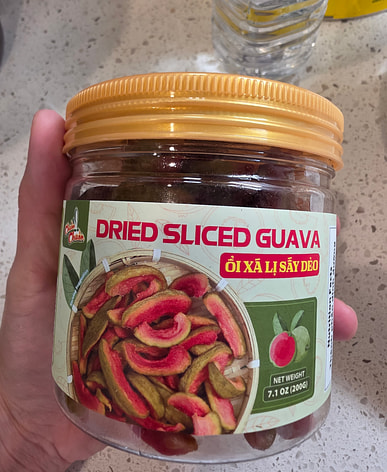 DRIED SLICED GUAVA
ỔI XÁ LỊ SẤY DẺO
NET WEIGHT
7.1 OZ (200G)